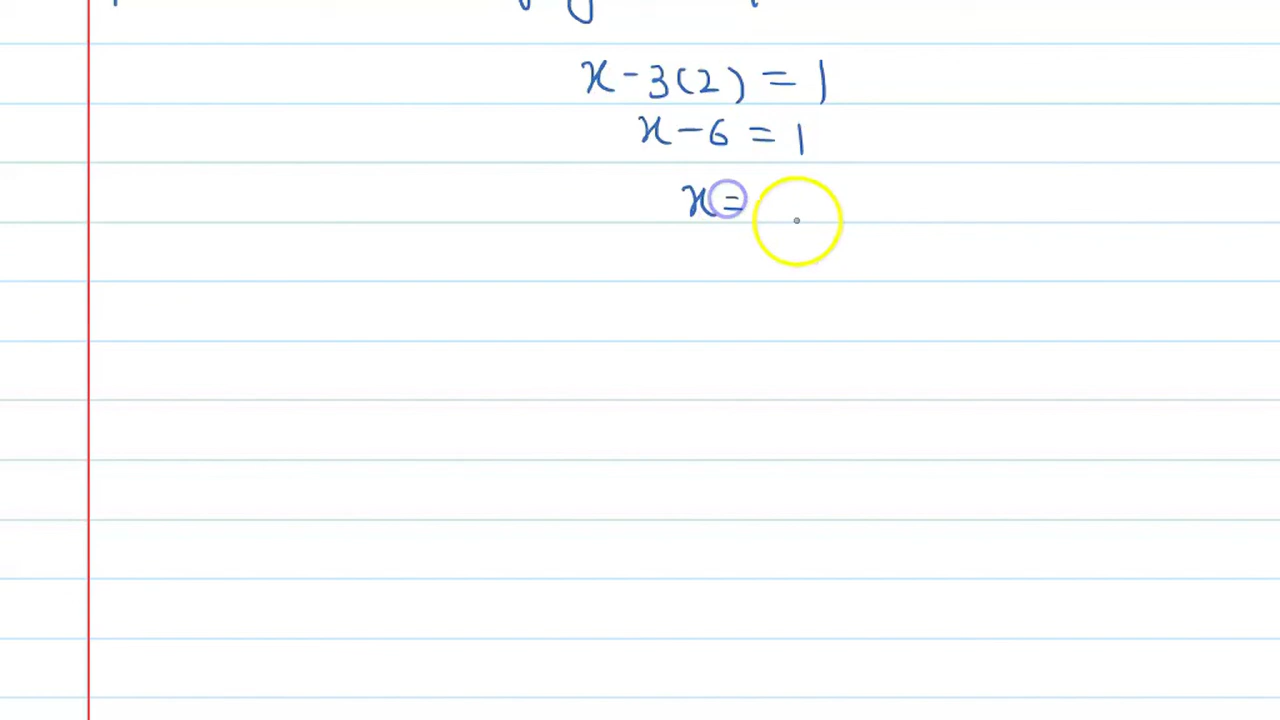 x - 3(2) = 1
x - 6 = 1
x =